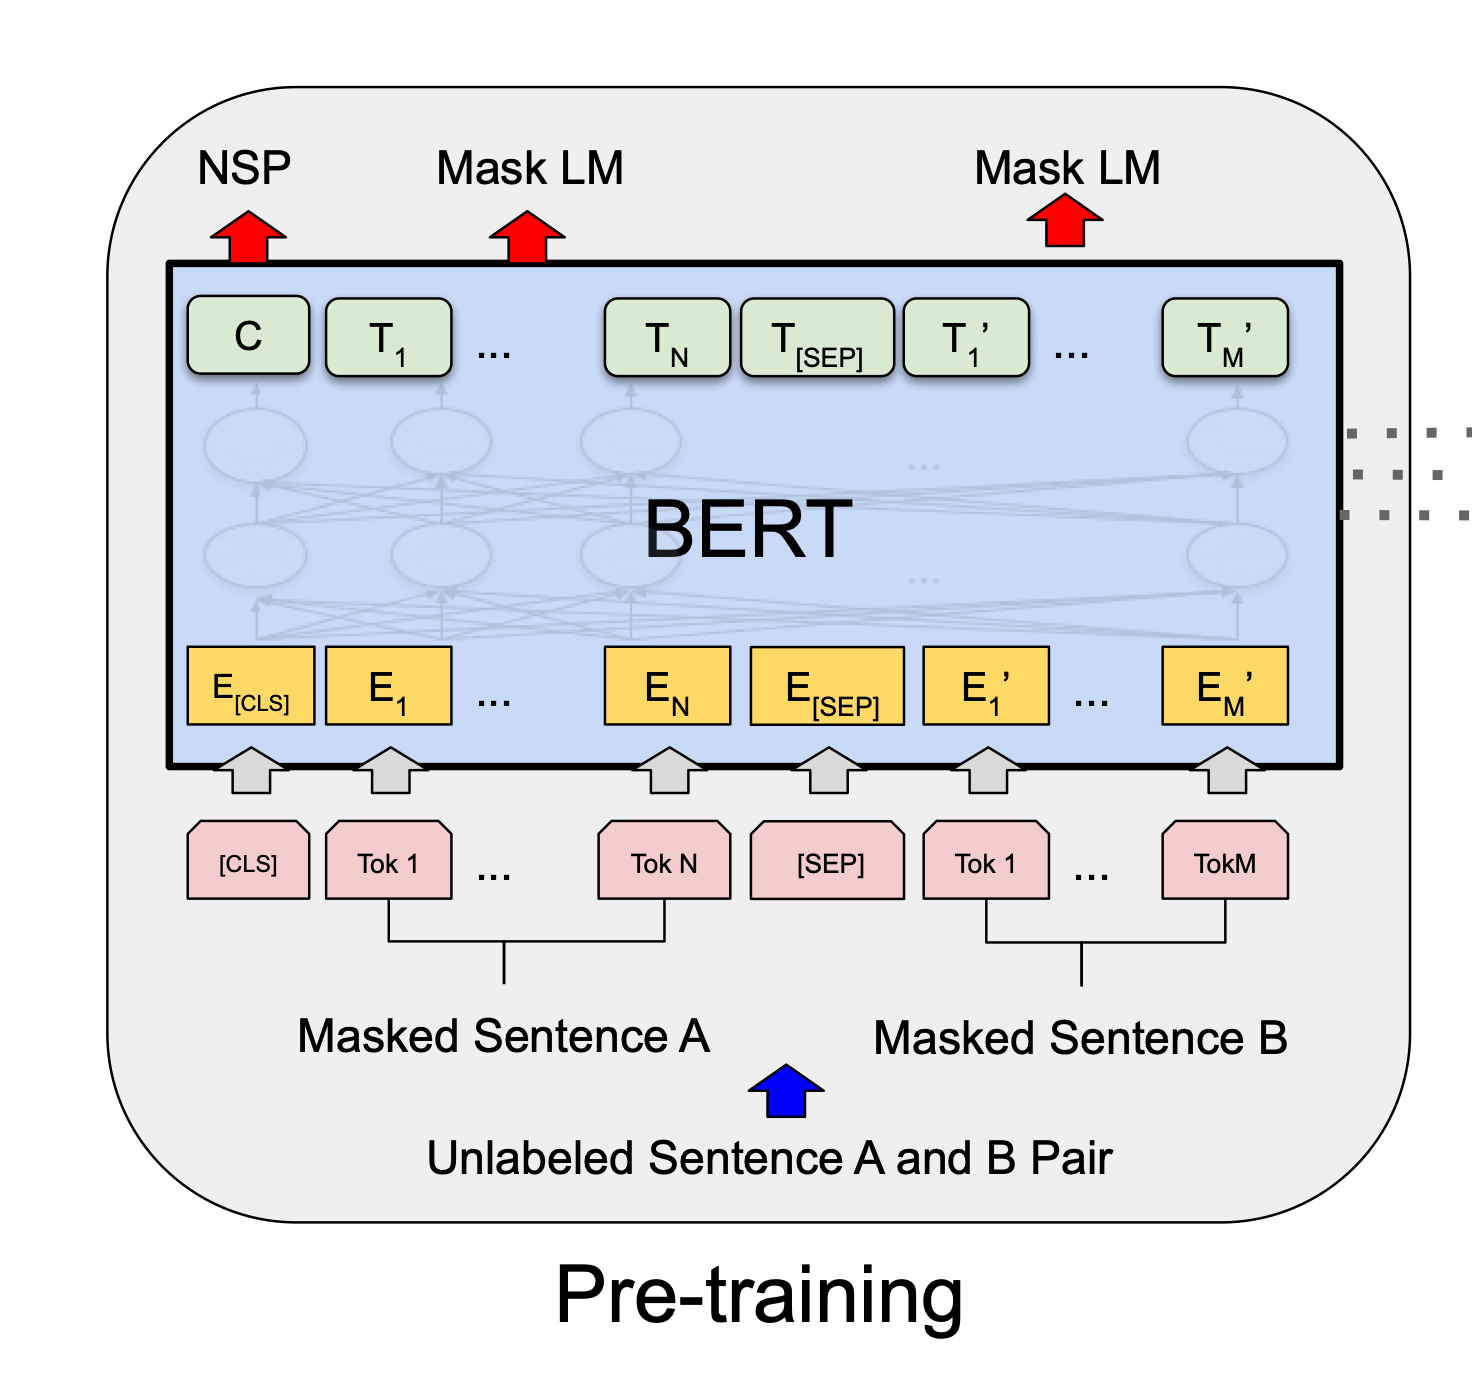 NSP Mask LM Mask LM
C T1 ... TN T[SEP] T1’ ... TM’
BERT
E[CLS] E1 ... EN E[SEP] E1’ ... EM’
[CLS] Tok 1 ... Tok N [SEP] Tok 1 ... TokM
Masked Sentence A Masked Sentence B
Unlabeled Sentence A and B Pair
Pre-training